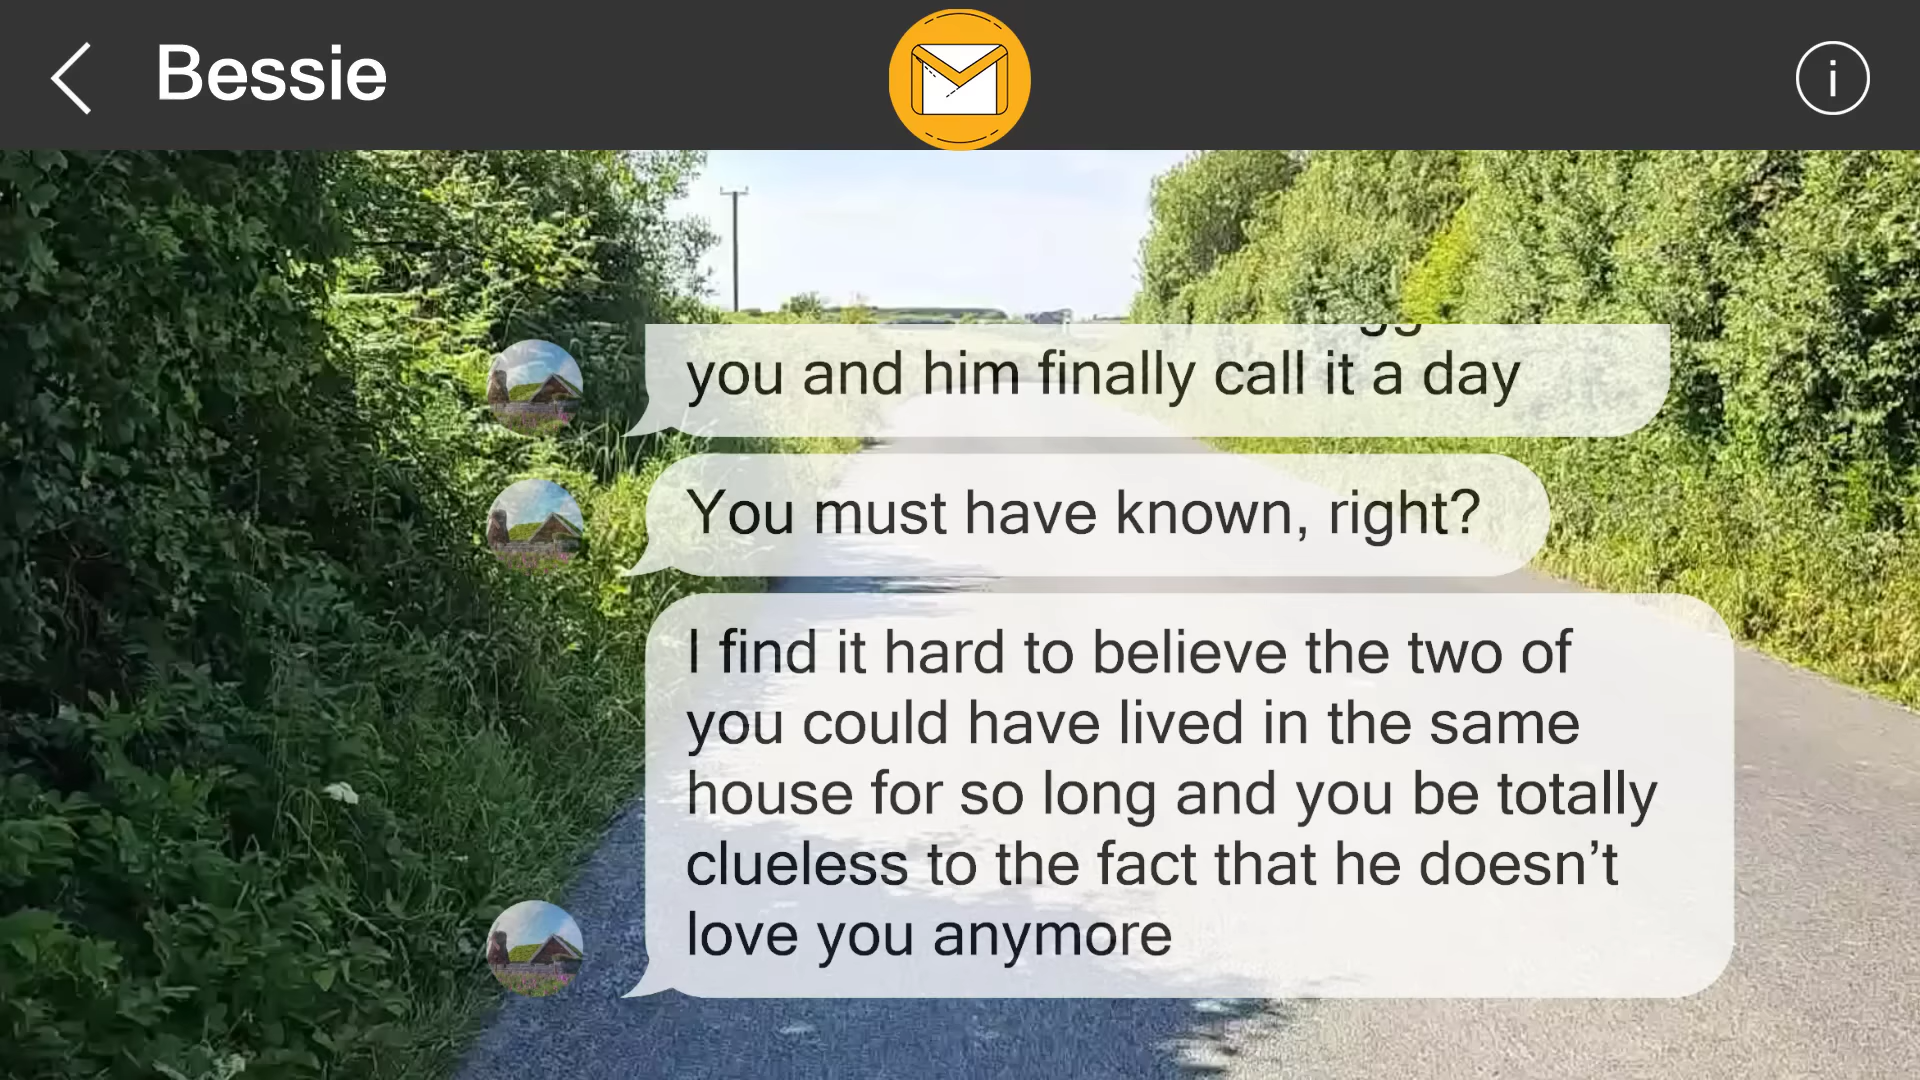 Bessie
i
you and him finally call it a day
You must have known, right?
I find it hard to believe the two of
you could have lived in the same
house for so long and you be totally
clueless to the fact that he doesn’t
love you anymore